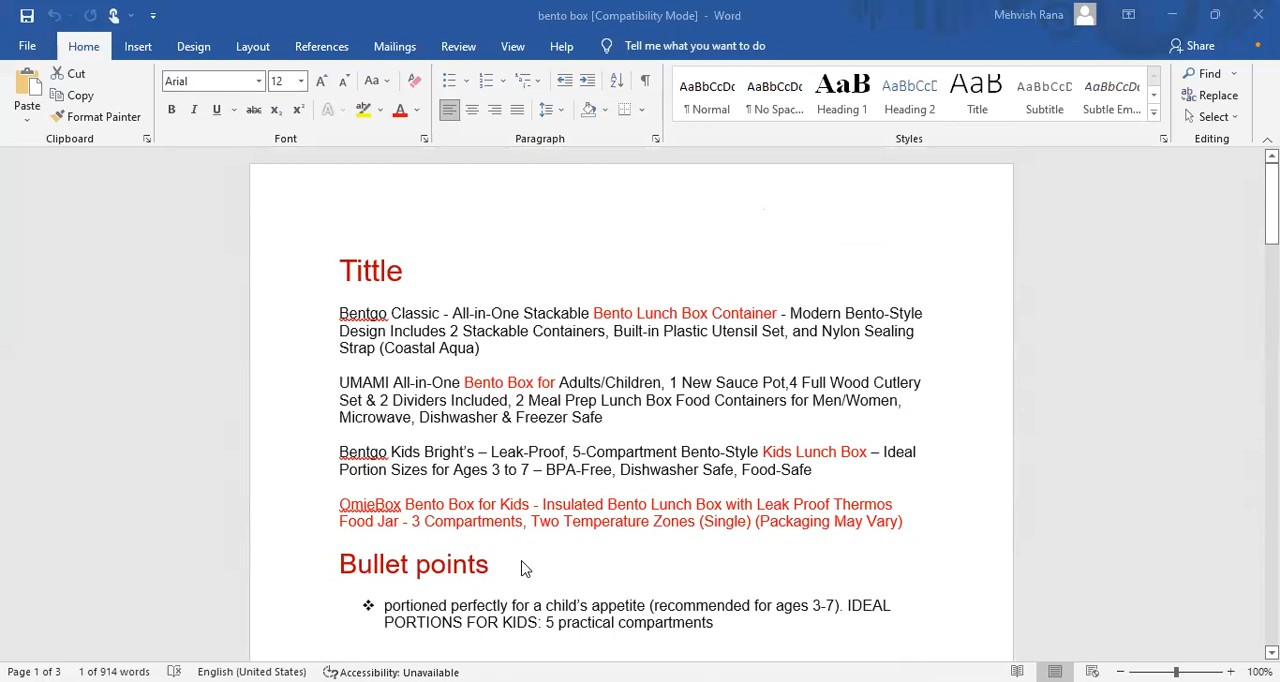 bento box [Compatibility Mode] - Word
Mehvish Rana
File Home Insert Design Layout References Mailings Review View Help Tell me what you want to do Share
Cut
Copy
Format Painter
Paste
Clipboard
Arial 12
Font
Paragraph
AaBbCcDc AaBbCcDc AaB AaBbCcD AaB AaBbCcD AaBbCcDc
¶ Normal ¶ No Spac... Heading 1 Heading 2 Title Subtitle Subtle Em...
Styles
Find
Replace
Select
Editing
Tittle
Bentgo Classic - All-in-One Stackable Bento Lunch Box Container - Modern Bento-Style
Design Includes 2 Stackable Containers, Built-in Plastic Utensil Set, and Nylon Sealing
Strap (Coastal Aqua)
UMAMI All-in-One Bento Box for Adults/Children, 1 New Sauce Pot,4 Full Wood Cutlery
Set & 2 Dividers Included, 2 Meal Prep Lunch Box Food Containers for Men/Women,
Microwave, Dishwasher & Freezer Safe
Bentgo Kids Bright’s – Leak-Proof, 5-Compartment Bento-Style Kids Lunch Box – Ideal
Portion Sizes for Ages 3 to 7 – BPA-Free, Dishwasher Safe, Food-Safe
OmieBox Bento Box for Kids - Insulated Bento Lunch Box with Leak Proof Thermos
Food Jar - 3 Compartments, Two Temperature Zones (Single) (Packaging May Vary)
Bullet points
❖ portioned perfectly for a child’s appetite (recommended for ages 3-7). IDEAL
PORTIONS FOR KIDS: 5 practical compartments
Page 1 of 3 1 of 914 words English (United States) Accessibility: Unavailable 100%